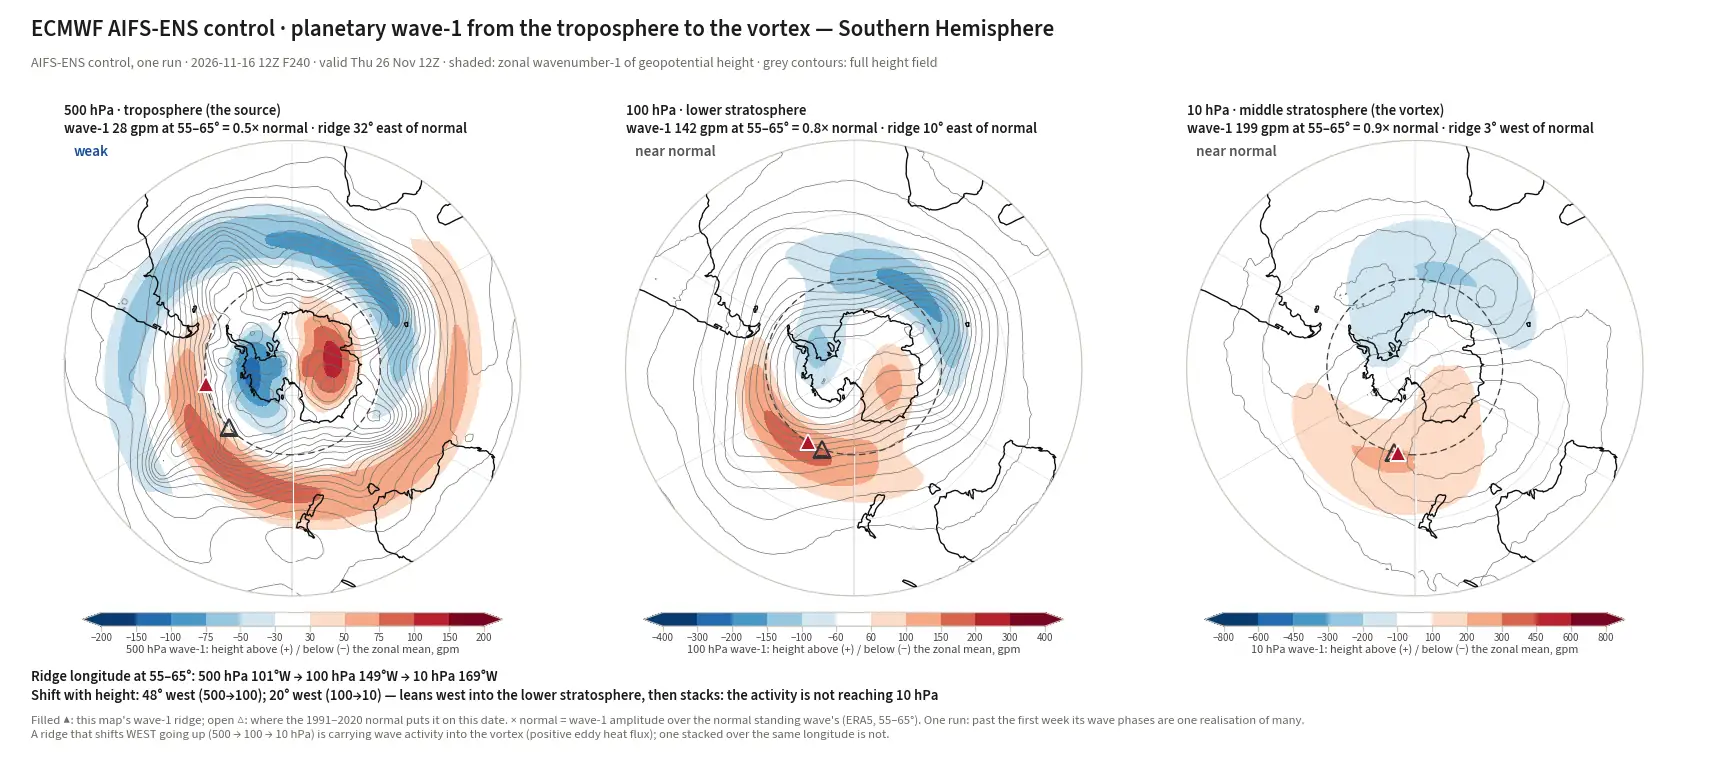 ECMWF AIFS-ENS control · planetary wave-1 from the troposphere to the vortex — Southern Hemisphere
AIFS-ENS control, one run · 2026-11-16 12Z F240 · valid Thu 26 Nov 12Z · shaded: zonal wavenumber-1 of geopotential height · grey contours: full height field
500 hPa · troposphere (the source)
wave-1 28 gpm at 55–65° = 0.5× normal · ridge 32° east of normal
weak
100 hPa · lower stratosphere
wave-1 142 gpm at 55–65° = 0.8× normal · ridge 10° east of normal
near normal
10 hPa · middle stratosphere (the vortex)
wave-1 199 gpm at 55–65° = 0.9× normal · ridge 3° west of normal
near normal
−200 −150 −100 −75 −50 −30 30 50 75 100 150 200
500 hPa wave-1: height above (+) / below (−) the zonal mean, gpm
−400 −300 −200 −150 −100 −60 60 100 150 200 300 400
100 hPa wave-1: height above (+) / below (−) the zonal mean, gpm
−800 −600 −450 −300 −200 −100 100 200 300 450 600 800
10 hPa wave-1: height above (+) / below (−) the zonal mean, gpm
Ridge longitude at 55–65°: 500 hPa 101°W → 100 hPa 149°W → 10 hPa 169°W
Shift with height: 48° west (500→100); 20° west (100→10) — leans west into the lower stratosphere, then stacks: the activity is not reaching 10 hPa
Filled ▲: this map's wave-1 ridge; open △: where the 1991–2020 normal puts it on this date. × normal = wave-1 amplitude over the normal standing wave's (ERA5, 55–65°). One run: past the first week its wave phases are one realisation of many.
A ridge that shifts WEST going up (500 → 100 → 10 hPa) is carrying wave activity into the vortex (positive eddy heat flux); one stacked over the same longitude is not.